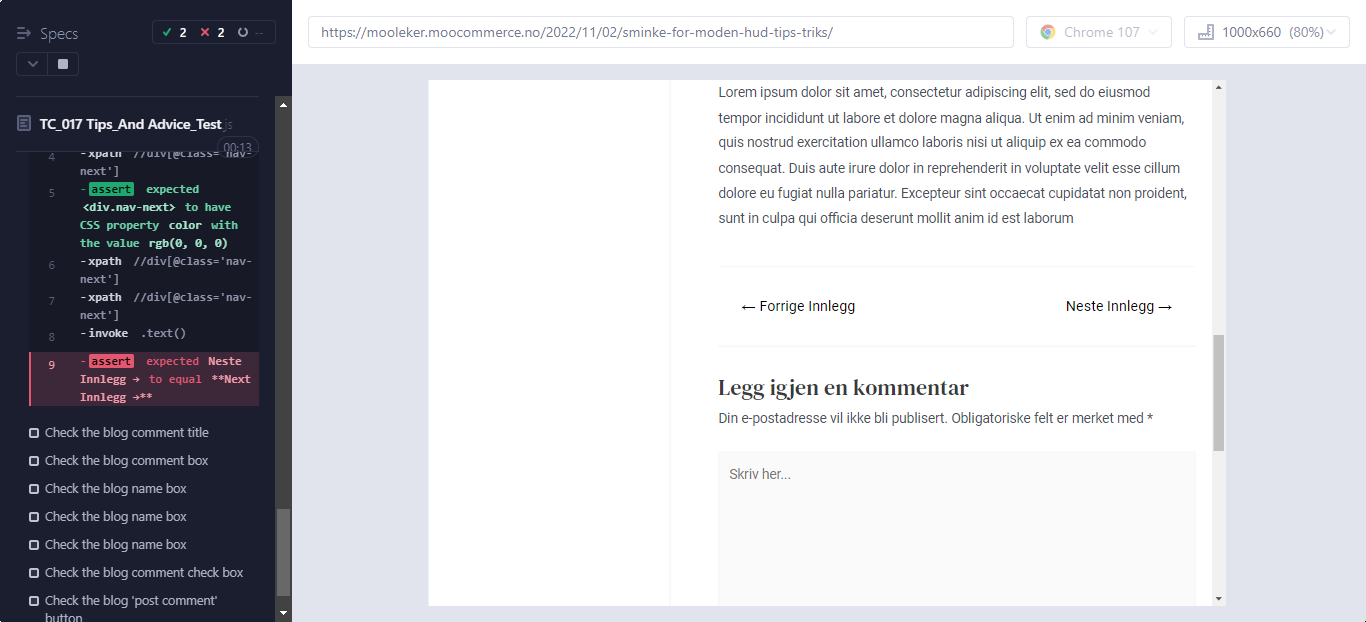 Specs
2
2
--
TC_017 Tips_And Advice_Test.js
00:13
4 -xpath //div[@class='nav-
next']
5 -assert expected
<div.nav-next> to have
CSS property color with
the value rgb(0, 0, 0)
6 -xpath //div[@class='nav-
next']
7 -xpath //div[@class='nav-
next']
8 -invoke .text()
9 -assert expected Neste
Innlegg → to equal **Next
Innlegg →**
Check the blog comment title
Check the blog comment box
Check the blog name box
Check the blog name box
Check the blog name box
Check the blog comment check box
Check the blog 'post comment'
button
https://mooleker.moocommerce.no/2022/11/02/sminke-for-moden-hud-tips-triks/
Chrome 107
1000x660 (80%)
Lorem ipsum dolor sit amet, consectetur adipiscing elit, sed do eiusmod
tempor incididunt ut labore et dolore magna aliqua. Ut enim ad minim veniam,
quis nostrud exercitation ullamco laboris nisi ut aliquip ex ea commodo
consequat. Duis aute irure dolor in reprehenderit in voluptate velit esse cillum
dolore eu fugiat nulla pariatur. Excepteur sint occaecat cupidatat non proident,
sunt in culpa qui officia deserunt mollit anim id est laborum
← Forrige Innlegg
Neste Innlegg →
Legg igjen en kommentar
Din e-postadresse vil ikke bli publisert. Obligatoriske felt er merket med *
Skriv her...